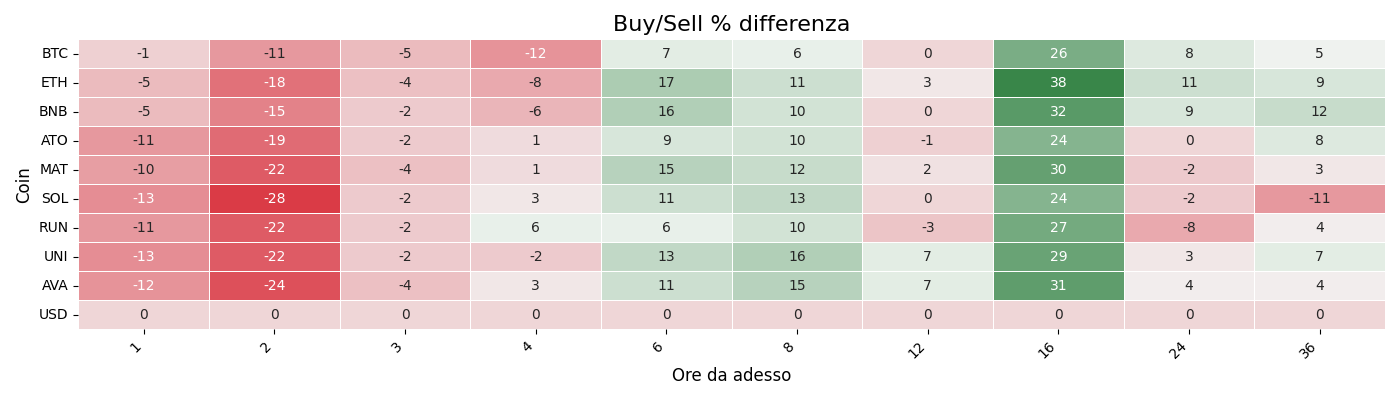 Buy/Sell % differenza
Coin
BTC -1 -11 -5 -12 7 6 0 26 8 5
ETH -5 -18 -4 -8 17 11 3 38 11 9
BNB -5 -15 -2 -6 16 10 0 32 9 12
ATO -11 -19 -2 1 9 10 -1 24 0 8
MAT -10 -22 -4 1 15 12 2 30 -2 3
SOL -13 -28 -2 3 11 13 0 24 -2 -11
RUN -11 -22 -2 6 6 10 -3 27 -8 4
UNI -13 -22 -2 -2 13 16 7 29 3 7
AVA -12 -24 -4 3 11 15 7 31 4 4
USD 0 0 0 0 0 0 0 0 0 0
1 2 3 4 6 8 12 16 24 36
Ore da adesso